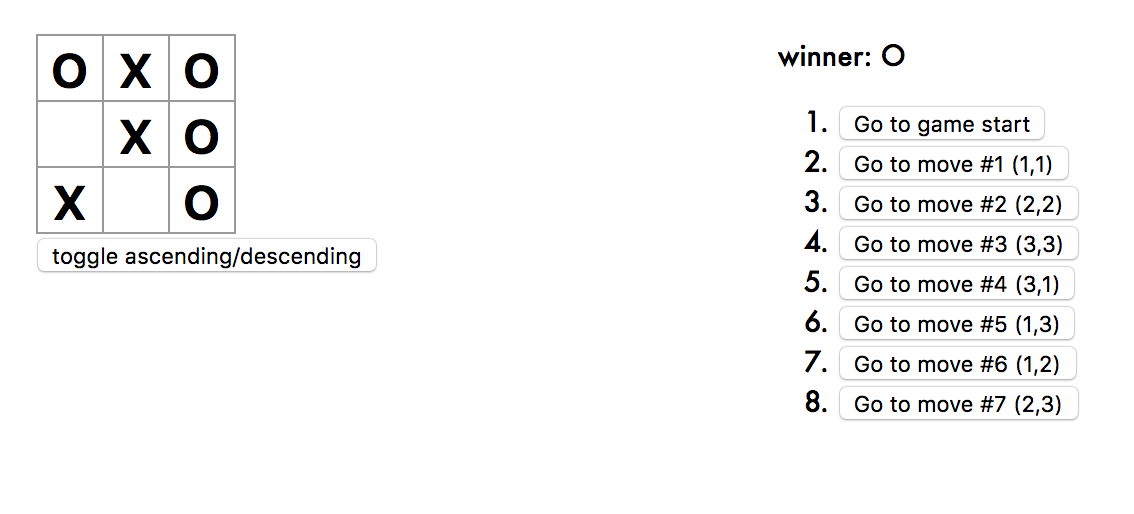 O X O
X O
X O
toggle ascending/descending
winner: O
1. Go to game start
2. Go to move #1 (1,1)
3. Go to move #2 (2,2)
4. Go to move #3 (3,3)
5. Go to move #4 (3,1)
6. Go to move #5 (1,3)
7. Go to move #6 (1,2)
8. Go to move #7 (2,3)